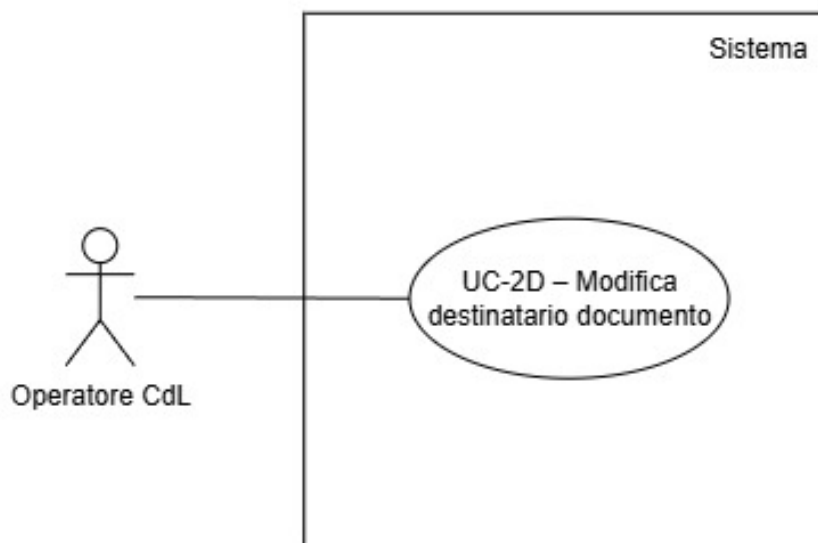 Sistema
UC-2D – Modifica
destinatario documento
Operatore CdL